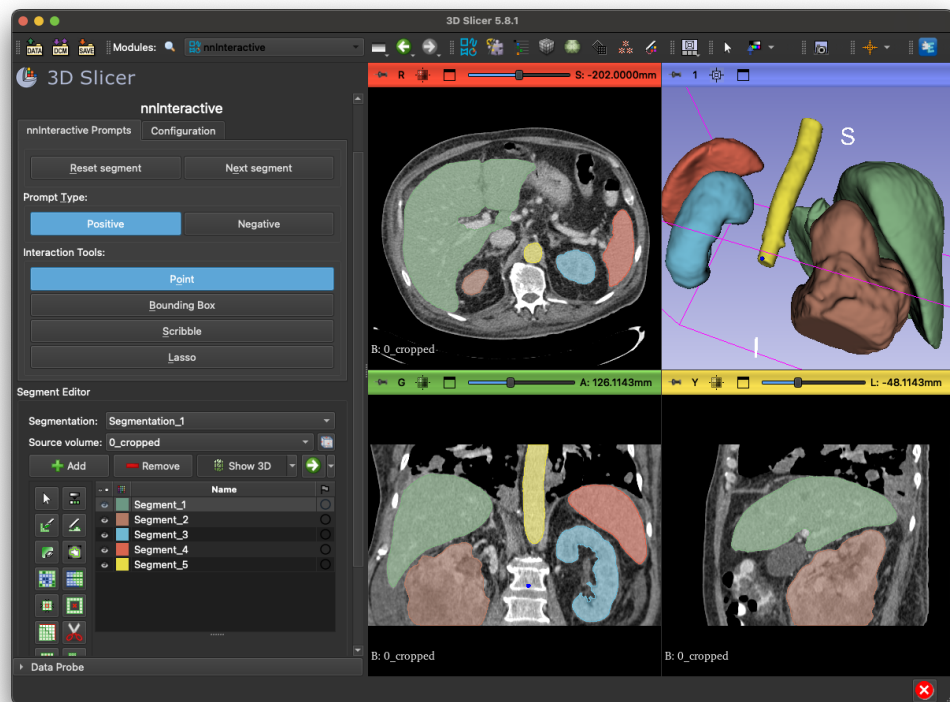 3D Slicer 5.8.1
DATA DCM SAVE Modules: nnInteractive
3D Slicer
nnInteractive
nnInteractive Prompts Configuration
Reset segment Next segment
Prompt Type:
Positive Negative
Interaction Tools:
Point
Bounding Box
Scribble
Lasso
Segment Editor
Segmentation: Segmentation_1
Source volume: 0_cropped
Add Remove Show 3D
Name
Segment_1
Segment_2
Segment_3
Segment_4
Segment_5
Data Probe
R S: -202.0000mm
B: 0_cropped
1
S
I
G A: 126.1143mm
B: 0_cropped
Y L: -48.1143mm
B: 0_cropped